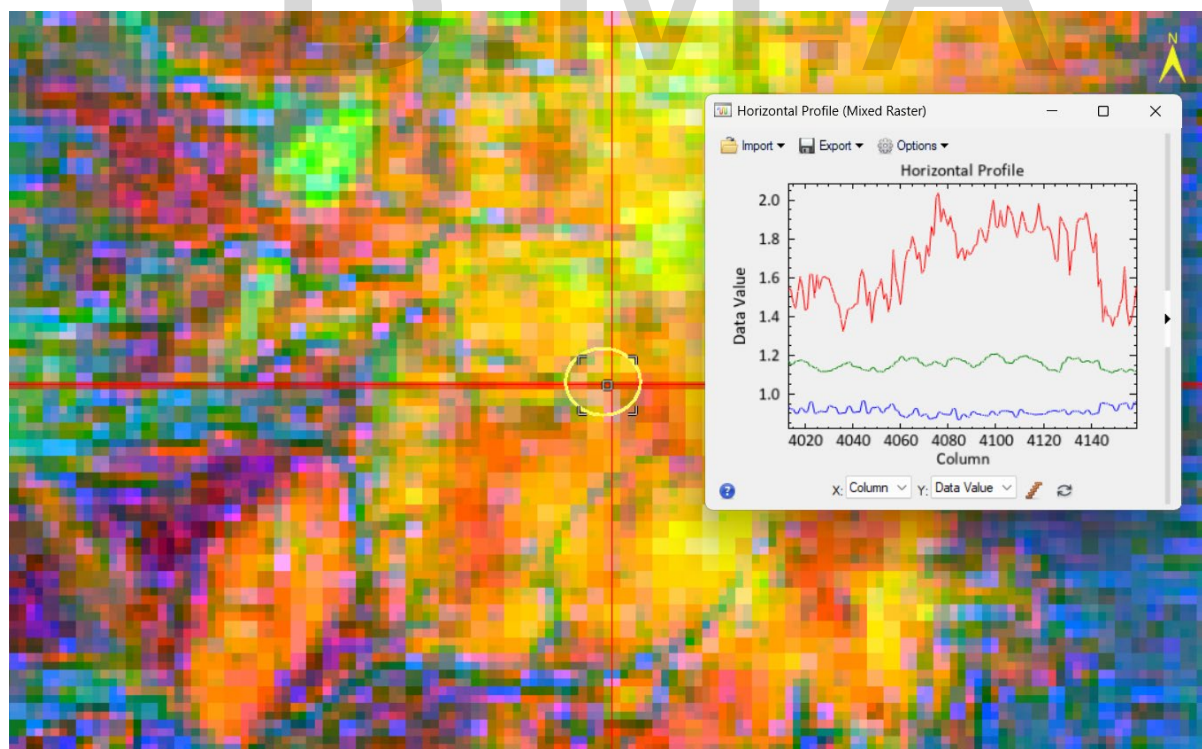 B.M.A
N
Horizontal Profile (Mixed Raster)
Import Export Options
Horizontal Profile
2.0
1.8
1.6
1.4
1.2
1.0
Data Value
4020 4040 4060 4080 4100 4120 4140
Column
? X: Column Y: Data Value